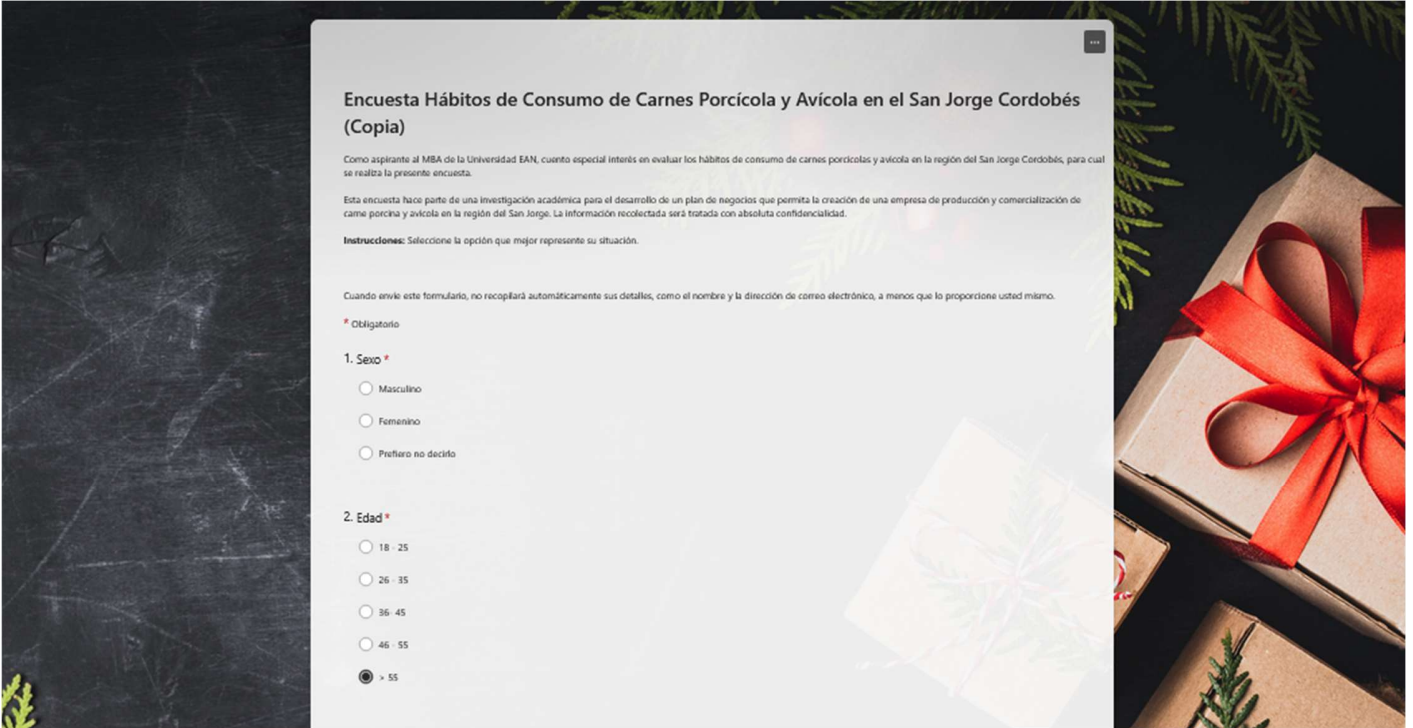 Encuesta Hábitos de Consumo de Carnes Porcícola y Avícola en el San Jorge Cordobés
(Copia)
Como aspirante al MBA de la Universidad EAN, cuento especial interés en evaluar los hábitos de consumo de carnes porcicolas y avicola en la región del San Jorge Cordobés, para cual
se realiza la presente encuesta.
Esta encuesta hace parte de una investigación académica para el desarrollo de un plan de negocios que permita la creación de una empresa de producción y comercialización de
carne porcina y avicola en la región del San Jorge. La información recolectada será tratada con absoluta confidencialidad.
Instrucciones: Seleccione la opción que mejor represente su situación.
Cuando envíe este formulario, no recopilará automáticamente sus detalles, como el nombre y la dirección de correo electrónico, a menos que lo proporcione usted mismo.
* Obligatorio
1. Sexo *
Masculino
Femenino
Prefiero no decirlo
2. Edad *
18 - 25
26 - 35
36- 45
46 - 55
> 55